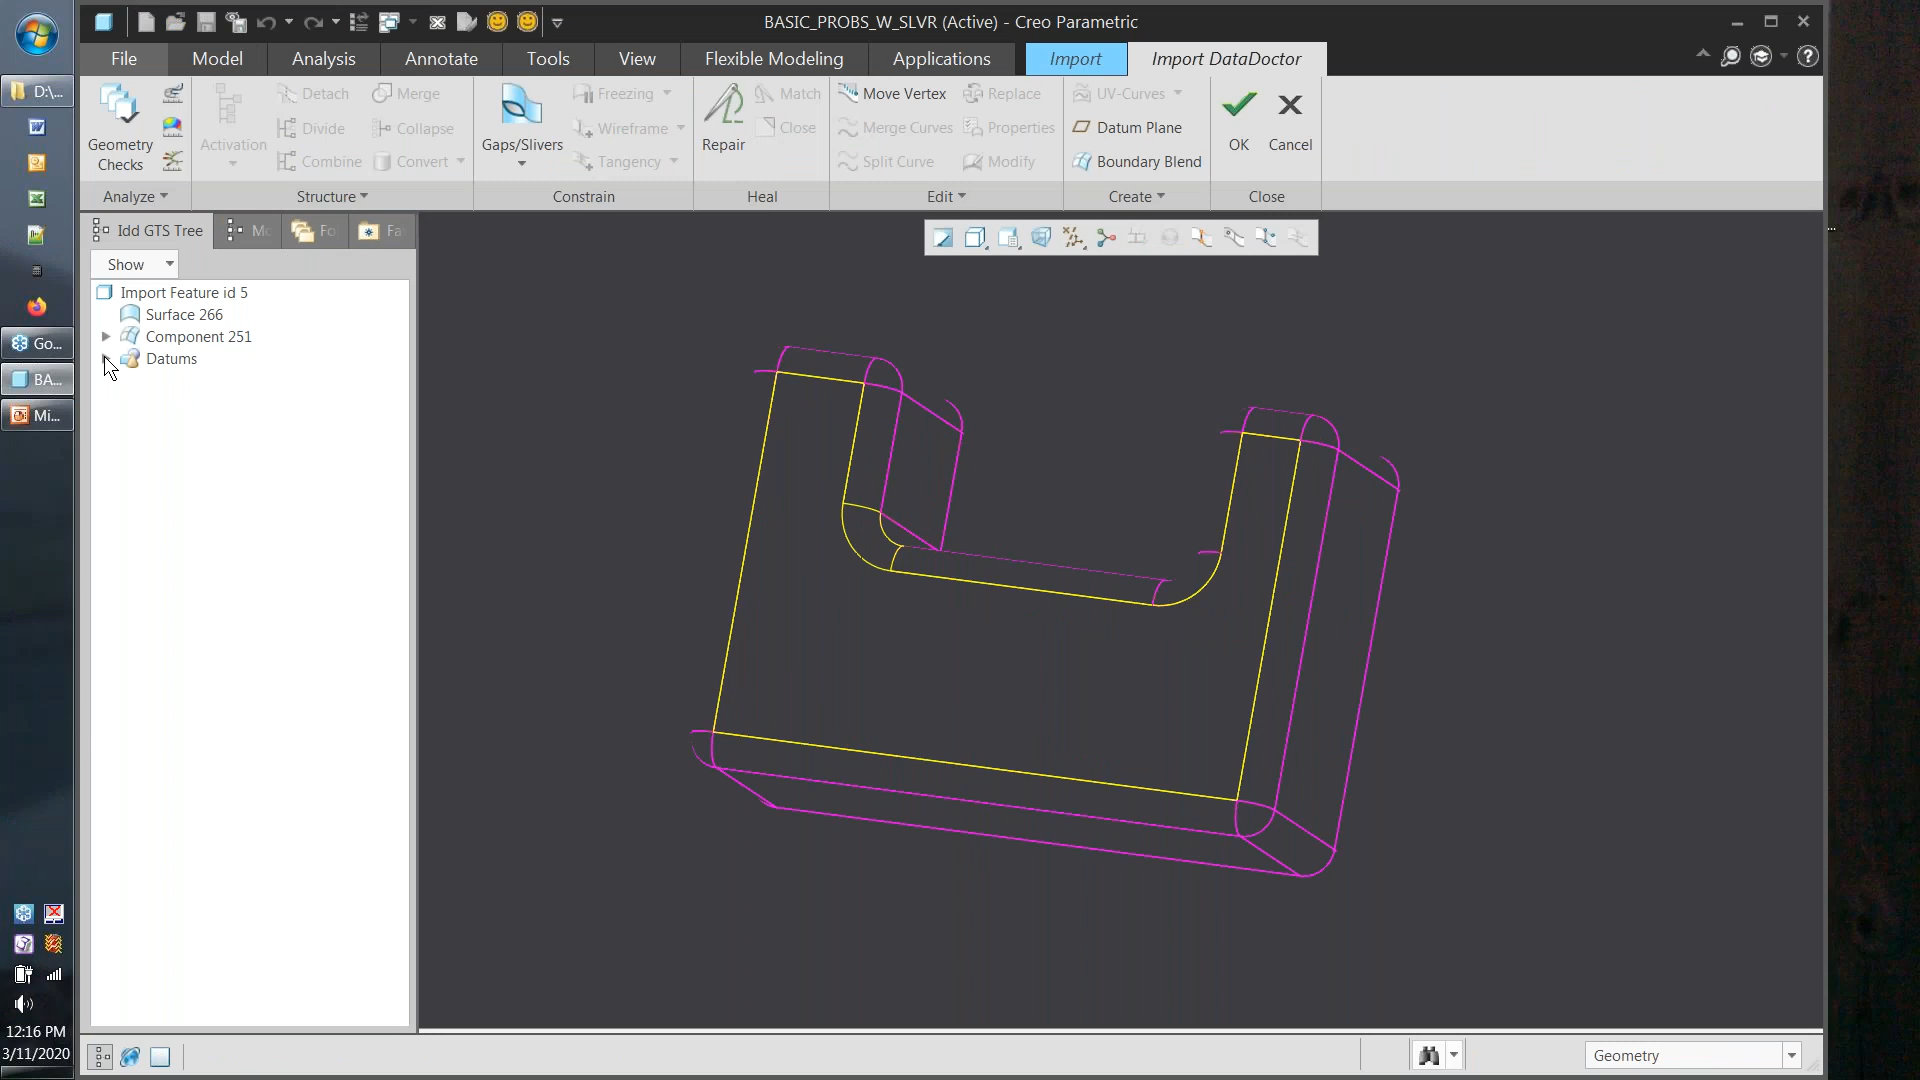 D:\...
BASIC_PROBS_W_SLVR (Active) - Creo Parametric
File
Model
Analysis
Annotate
Tools
View
Flexible Modeling
Applications
Import
Import DataDoctor
Geometry
Checks
Activation
Detach
Divide
Combine
Merge
Collapse
Convert
Gaps/Slivers
Freezing
Wireframe
Tangency
Repair
Match
Close
Move Vertex
Merge Curves
Split Curve
Replace
Properties
Modify
UV-Curves
Datum Plane
Boundary Blend
OK
Cancel
Analyze
Structure
Constrain
Heal
Edit
Create
Close
Idd GTS Tree
Mo
Fo
Fa
Show
Import Feature id 5
Surface 266
Component 251
Datums
Go...
BA...
Mi...
12:16 PM
3/11/2020
Geometry